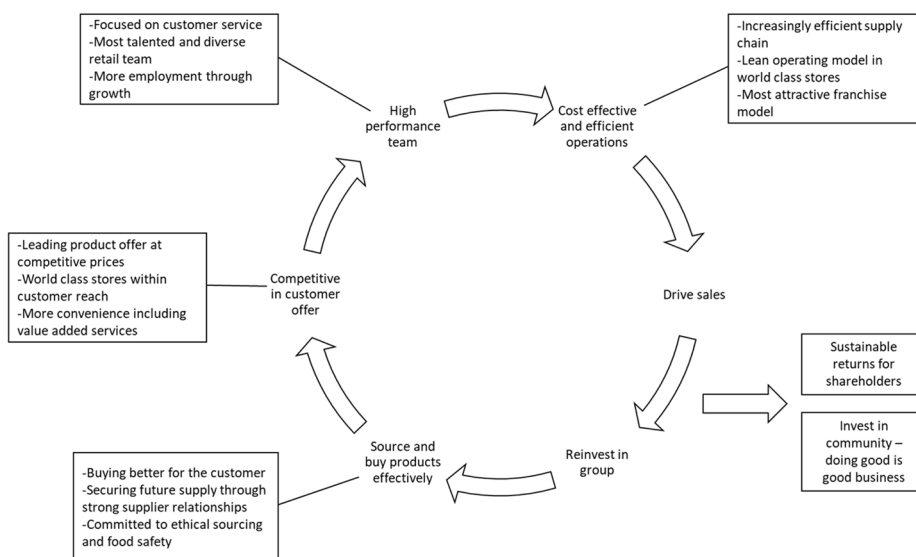 -Focused on customer service
-Most talented and diverse
retail team
-More employment through
growth
-Increasingly efficient supply
chain
-Lean operating model in
world class stores
-Most attractive franchise
model
High
performance
team
Cost effective
and efficient
operations
-Leading product offer at
competitive prices
-World class stores within
customer reach
-More convenience including
value added services
Competitive
in customer
offer
Drive sales
Sustainable
returns for
shareholders
Invest in
community –
doing good is
good business
Source and
buy products
effectively
Reinvest in
group
-Buying better for the customer
-Securing future supply through
strong supplier relationships
-Committed to ethical sourcing
and food safety